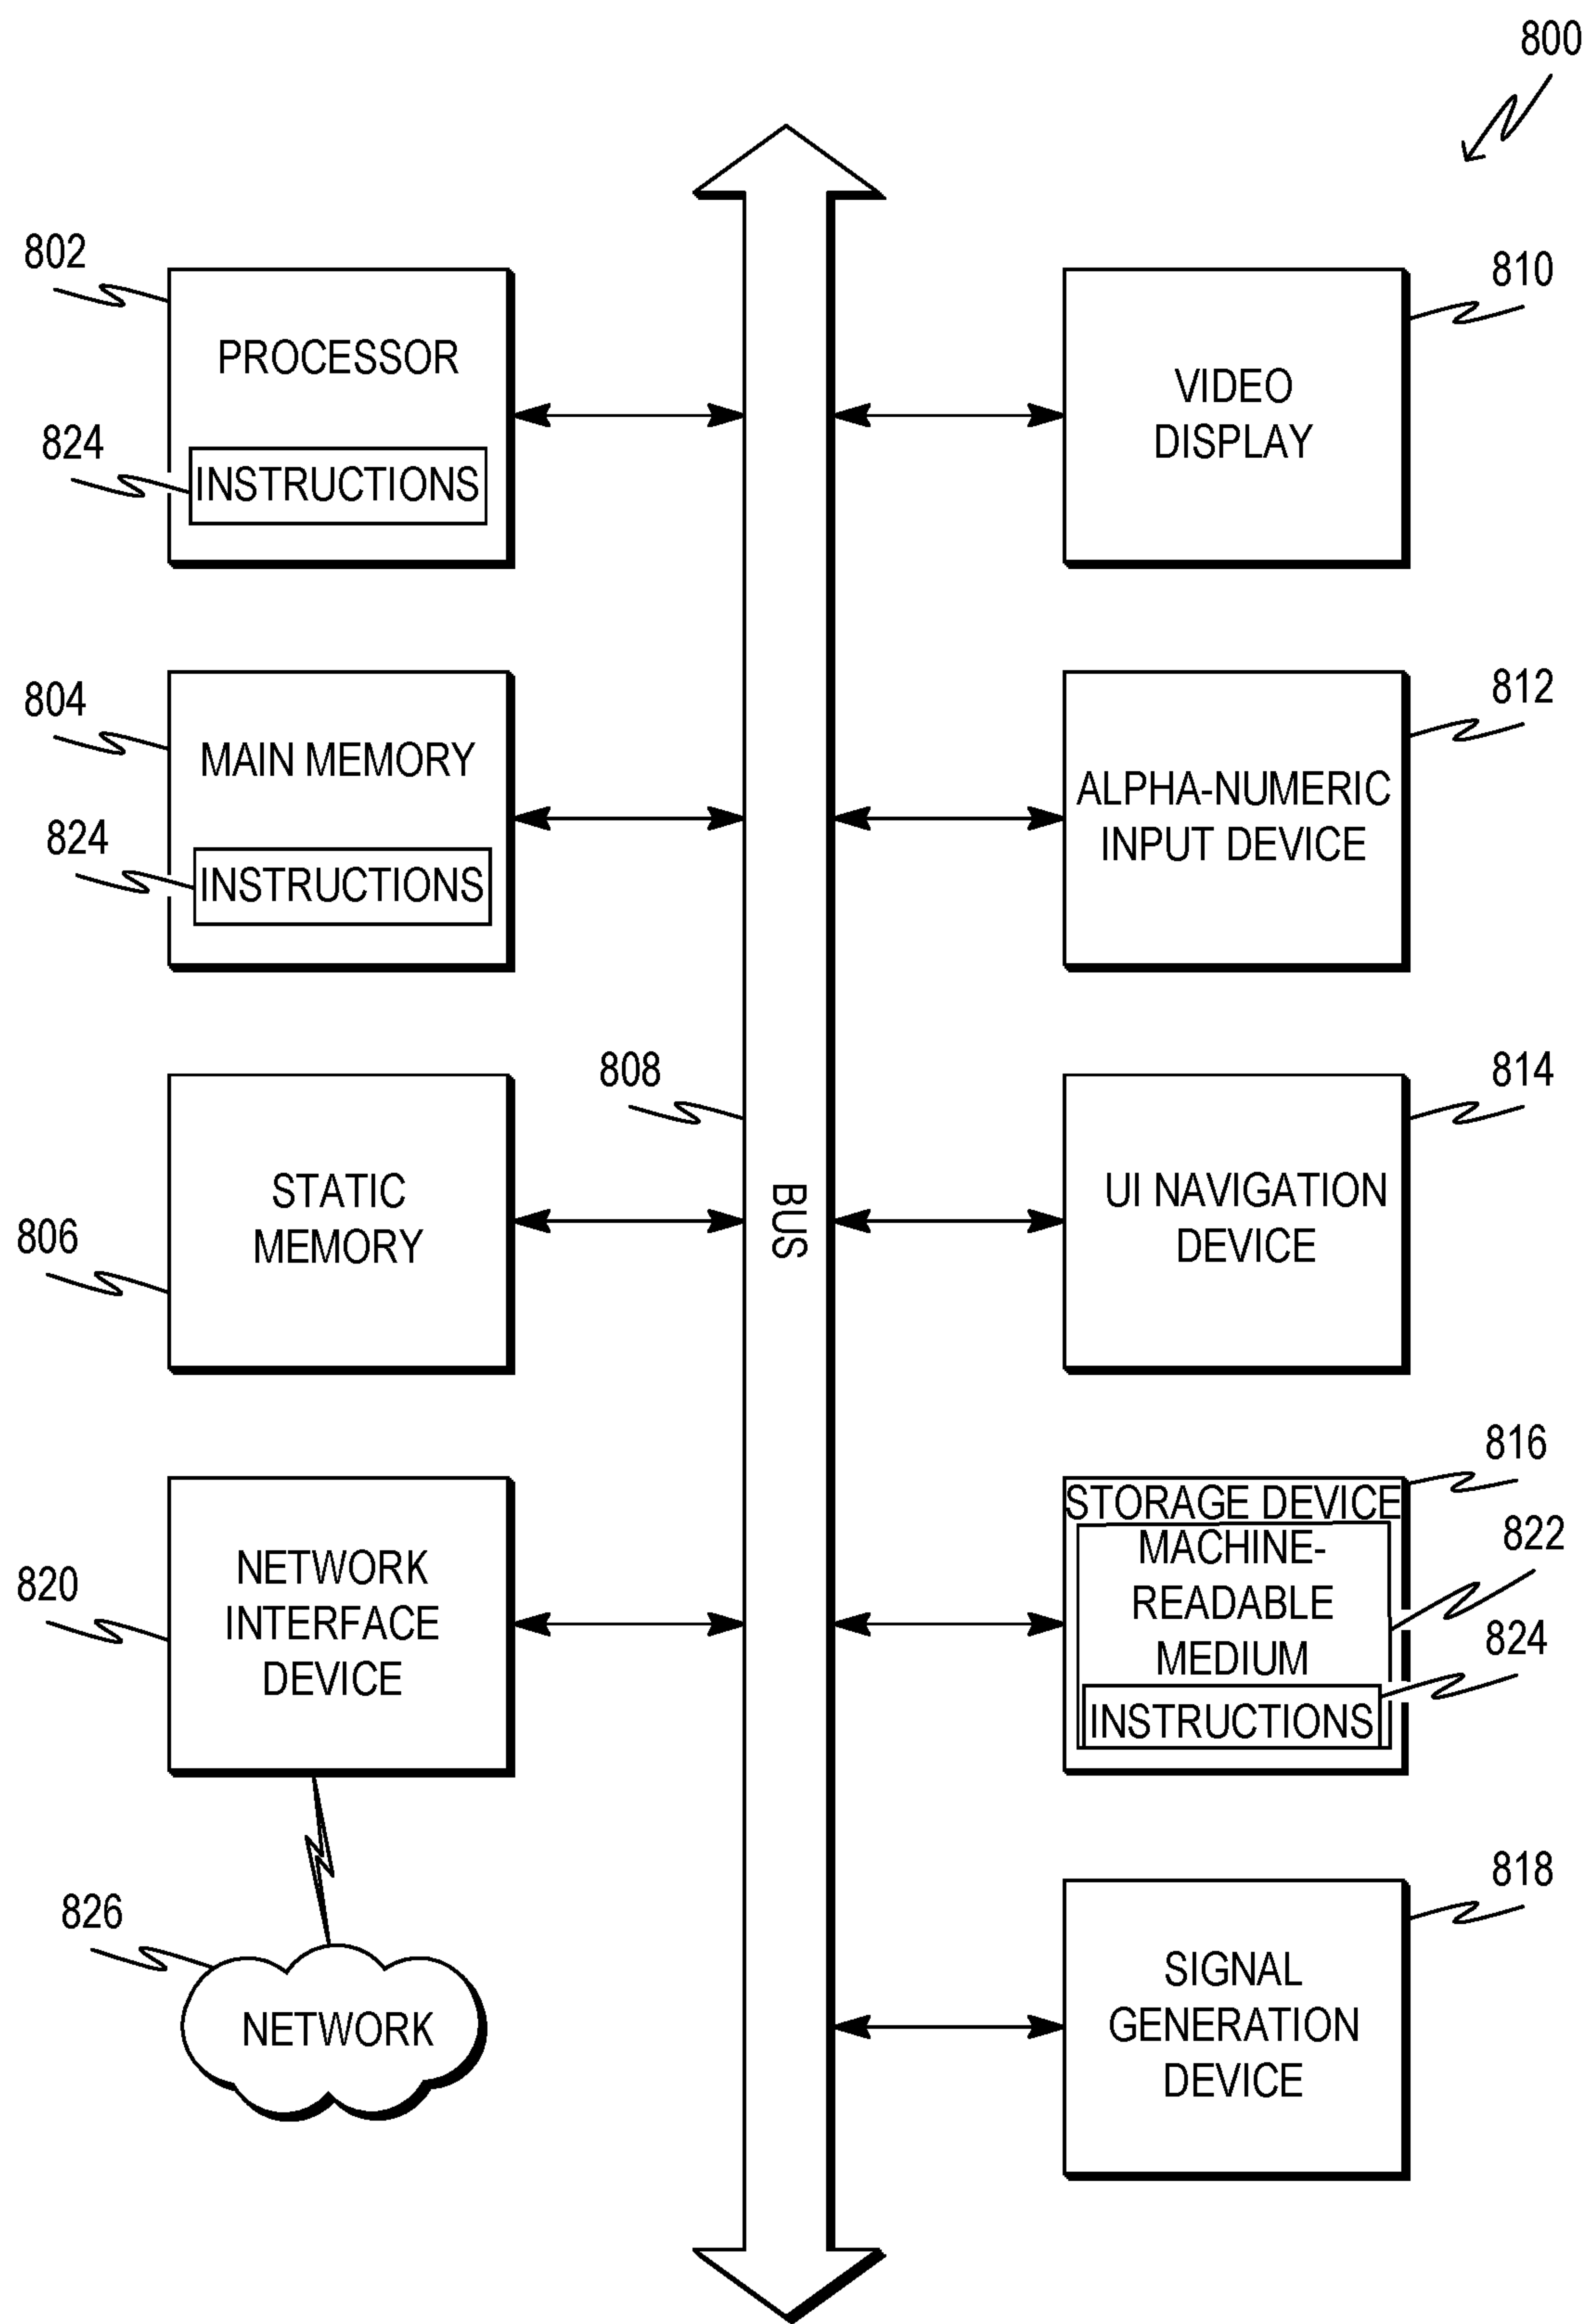 800
802
PROCESSOR
824
INSTRUCTIONS
810
VIDEO
DISPLAY
804
MAIN MEMORY
824
INSTRUCTIONS
812
ALPHA-NUMERIC
INPUT DEVICE
808
BUS
806
STATIC
MEMORY
814
UI NAVIGATION
DEVICE
820
NETWORK
INTERFACE
DEVICE
816
STORAGE DEVICE
822
MACHINE-
READABLE
MEDIUM
824
INSTRUCTIONS
826
NETWORK
818
SIGNAL
GENERATION
DEVICE